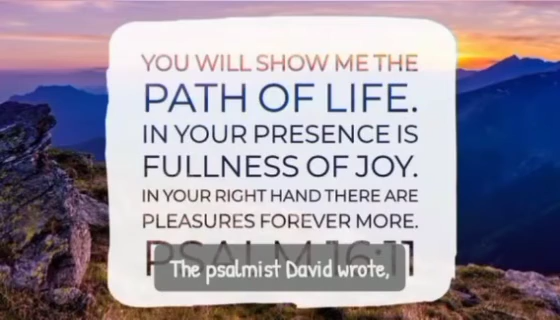 YOU WILL SHOW ME THE
PATH OF LIFE.
IN YOUR PRESENCE IS
FULLNESS OF JOY.
IN YOUR RIGHT HAND THERE ARE
PLEASURES FOREVER MORE.
PSALM 16:11
The psalmist David wrote,